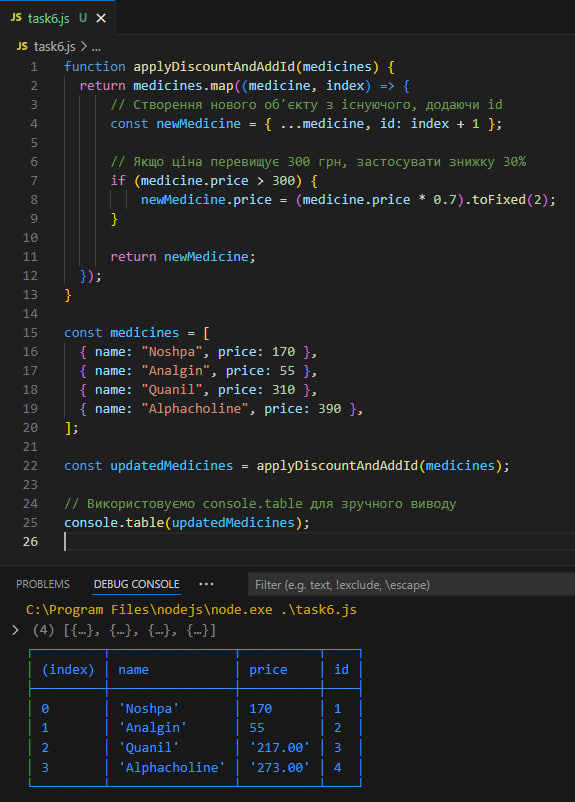 JS task6.js U ×
JS task6.js > ...
1 function applyDiscountAndAddId(medicines) {
2 return medicines.map((medicine, index) => {
3 // Створення нового об'єкту з існуючого, додаючи id
4 const newMedicine = { ...medicine, id: index + 1 };
5
6 // Якщо ціна перевищує 300 грн, застосувати знижку 30%
7 if (medicine.price > 300) {
8 newMedicine.price = (medicine.price * 0.7).toFixed(2);
9 }
10
11 return newMedicine;
12 });
13 }
14
15 const medicines = [
16 { name: "Noshpa", price: 170 },
17 { name: "Analgin", price: 55 },
18 { name: "Quanil", price: 310 },
19 { name: "Alphacholine", price: 390 },
20 ];
21
22 const updatedMedicines = applyDiscountAndAddId(medicines);
23
24 // Використовуємо console.table для зручного виводу
25 console.table(updatedMedicines);
26
PROBLEMS DEBUG CONSOLE ... Filter (e.g. text, !exclude, \escape)
C:\Program Files\nodejs\node.exe .\task6.js
> (4) [{…}, {…}, {…}, {…}]
(index) name price id
0 'Noshpa' 170 1
1 'Analgin' 55 2
2 'Quanil' '217.00' 3
3 'Alphacholine' '273.00' 4